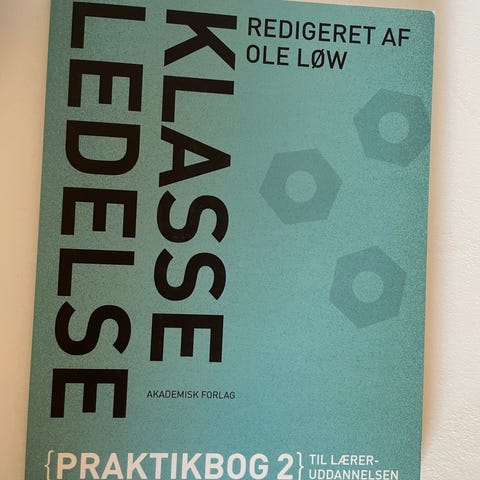 KLASSE
LEDELSE
REDIGERET AF
OLE LØW
AKADEMISK FORLAG
{PRAKTIKBOG 2}
TIL LÆRER-
UDDANNELSEN